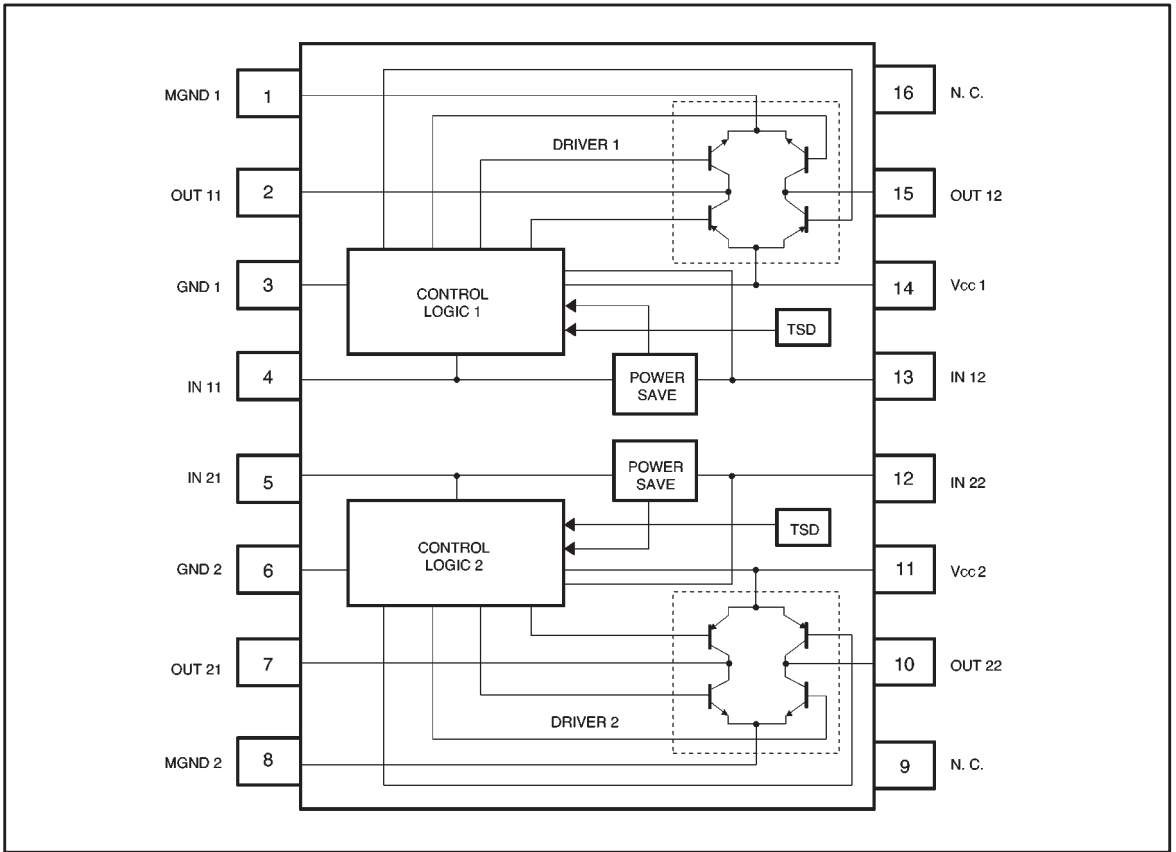 MGND 1
1
16
N. C.
DRIVER 1
OUT 11
2
15
OUT 12
GND 1
3
CONTROL
LOGIC 1
14
Vcc 1
TSD
IN 11
4
POWER
SAVE
13
IN 12
IN 21
5
POWER
SAVE
12
IN 22
TSD
GND 2
6
CONTROL
LOGIC 2
11
Vcc 2
OUT 21
7
10
OUT 22
DRIVER 2
MGND 2
8
9
N. C.